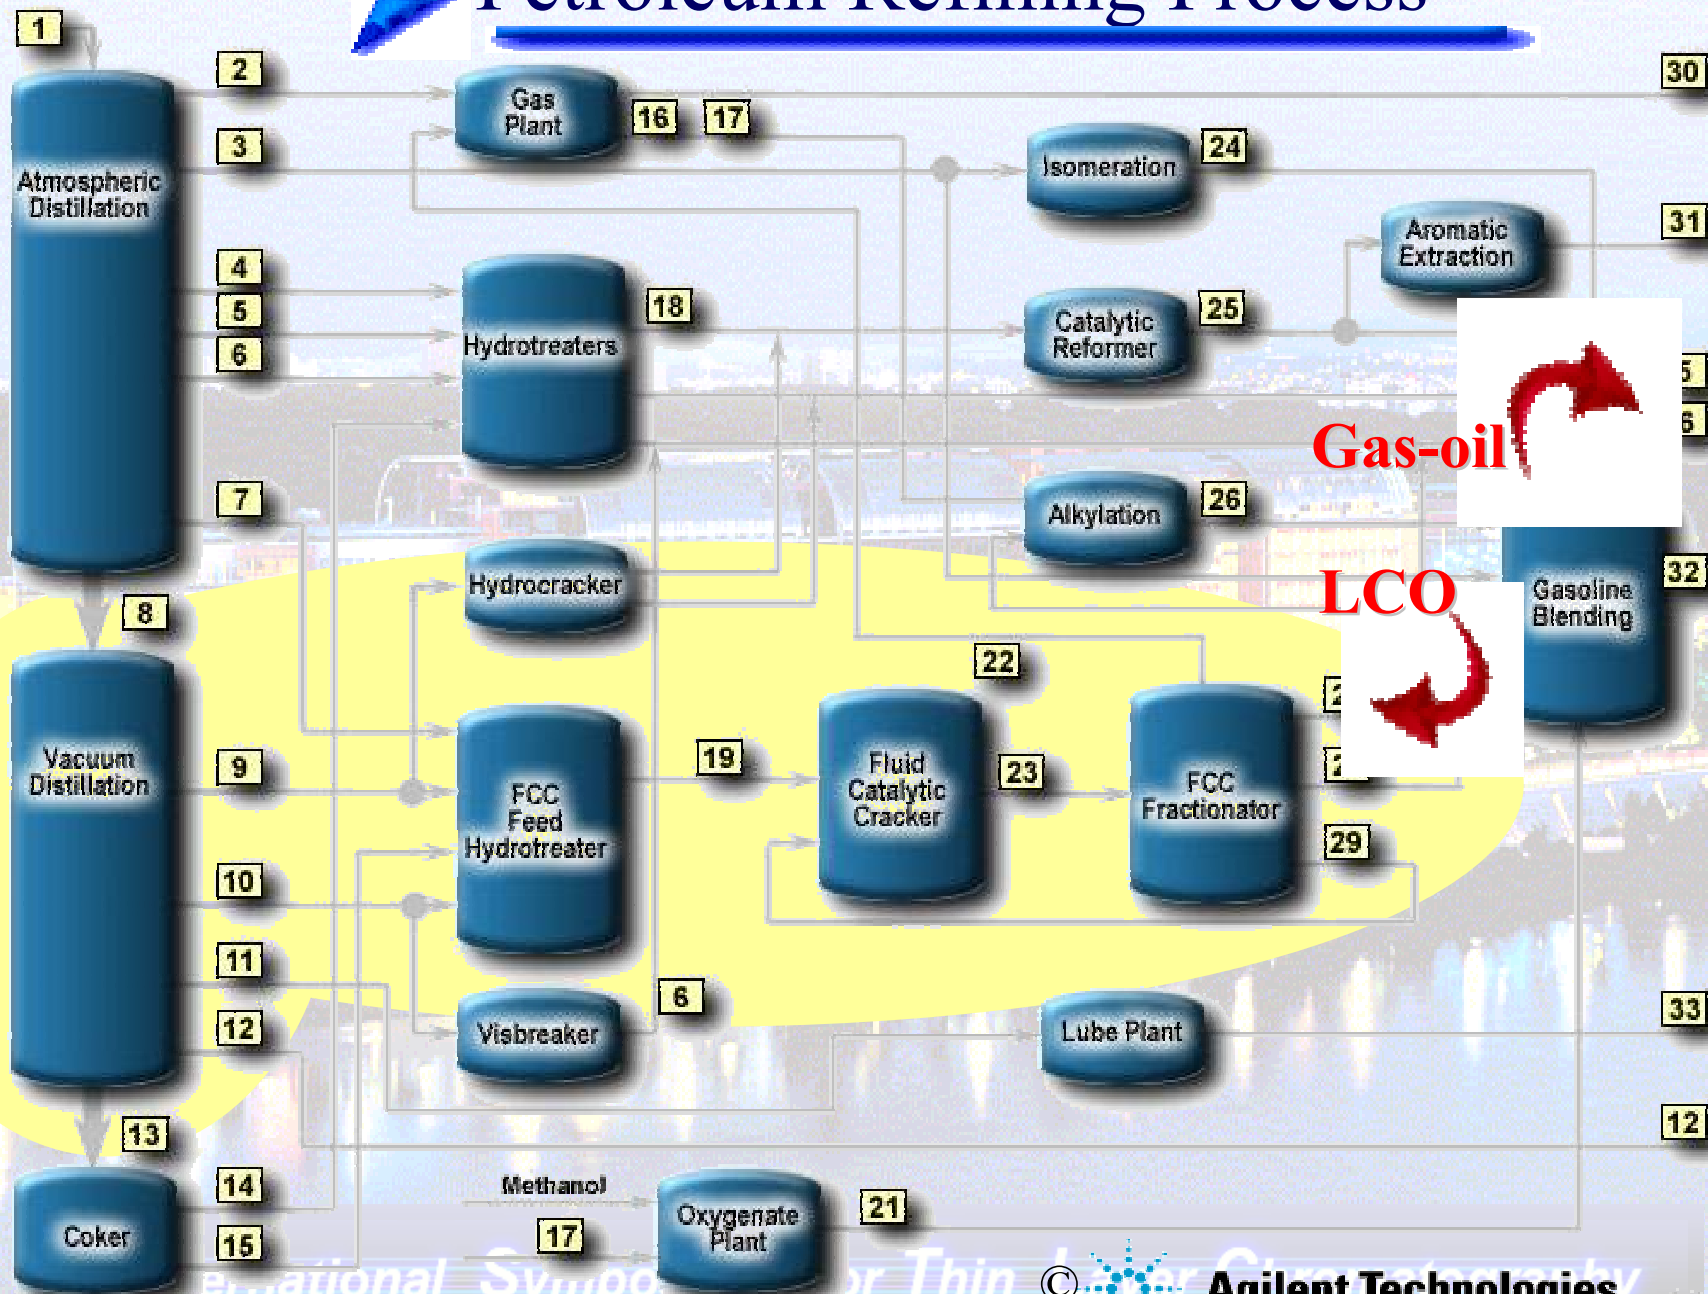 Petroleum Refining Process
1
2
30
Gas
Plant
16
17
3
24
Isomeration
Atmospheric
Distillation
31
Aromatic
Extraction
4
5
6
18
Hydrotreaters
25
Catalytic
Reformer
5
6
Gas-oil
7
26
Alkylation
Hydrocracker
LCO
32
Gasoline
Blending
8
22
Vacuum
Distillation
9
19
23
Fluid
Catalytic
Cracker
FCC
Fractionator
FCC
Feed
Hydrotreater
29
10
11
12
6
Visbreaker
Lube Plant
33
12
13
14
15
Coker
Methanol
17
Oxygenate
Plant
21
©
Agilent Technologies